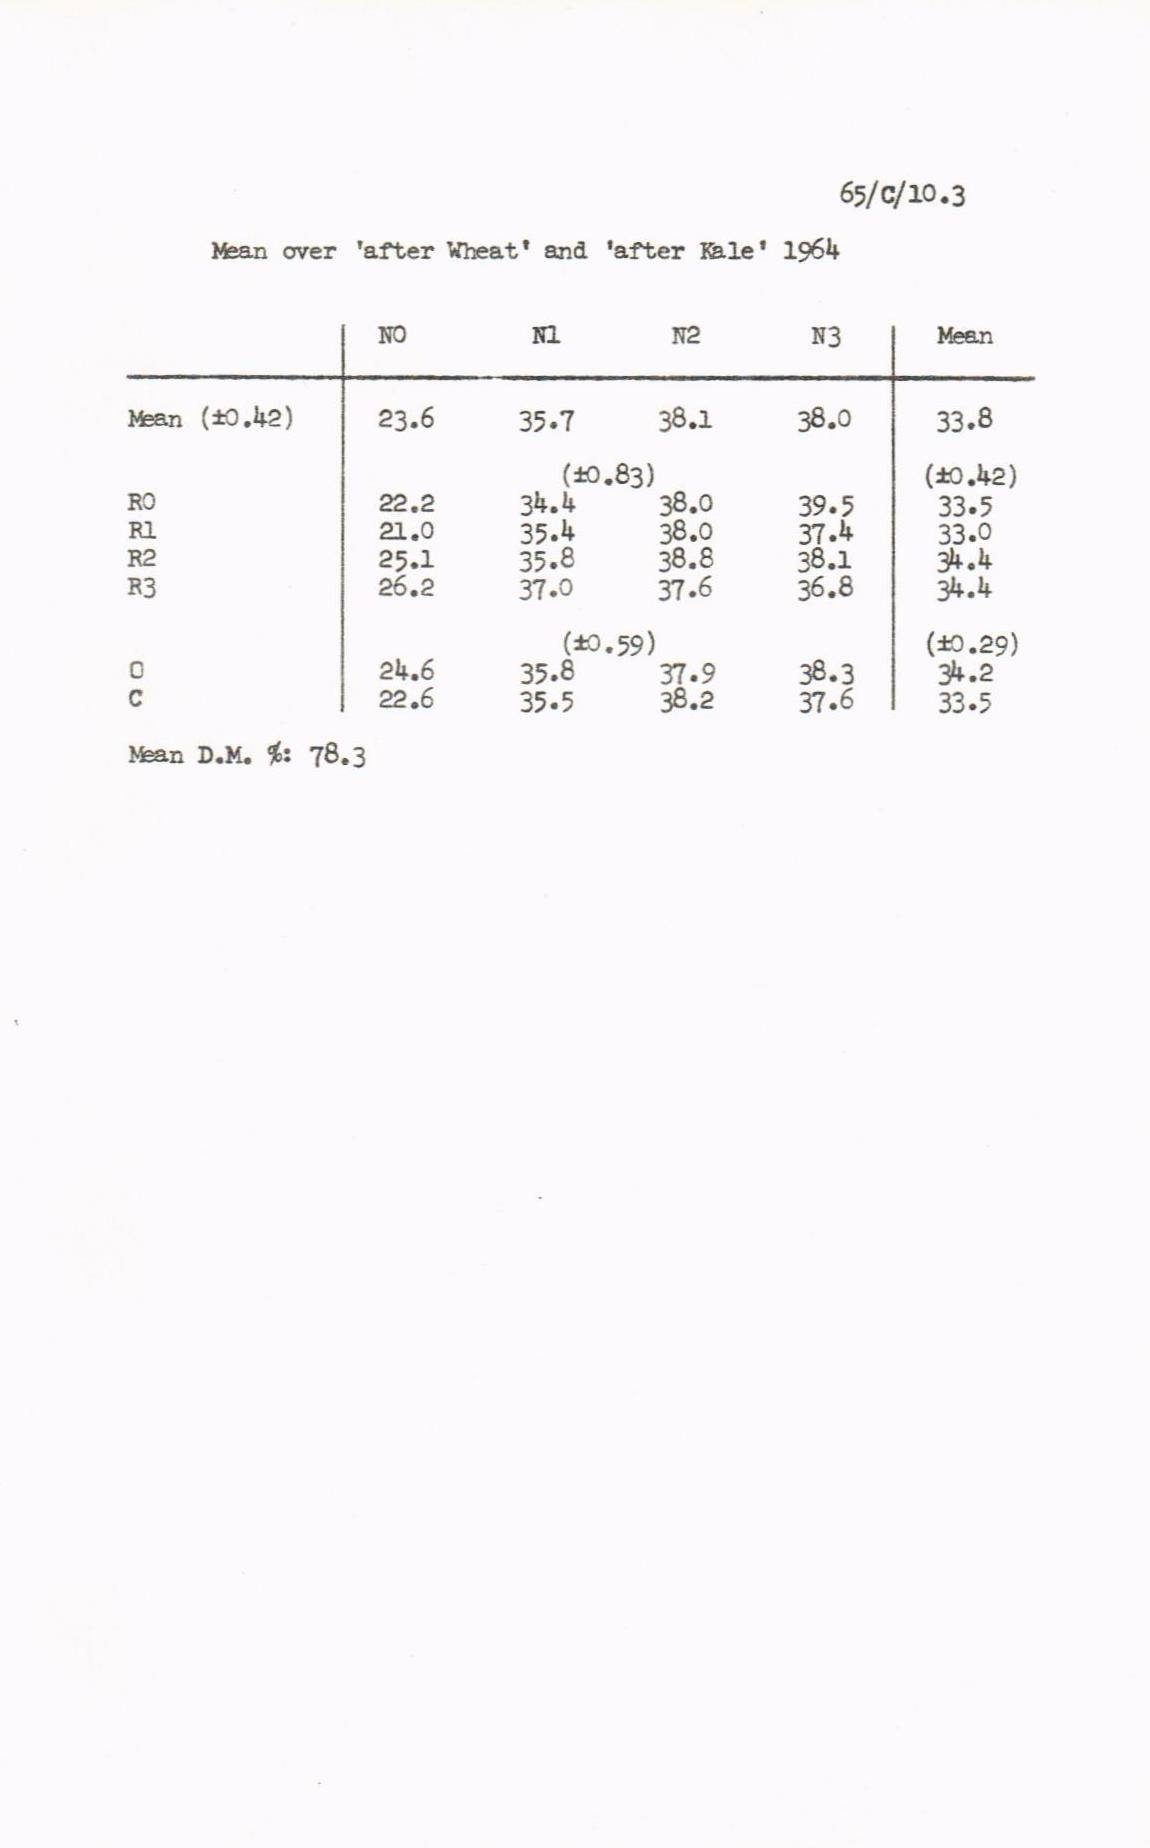 65/C/10.3
Mean over 'after Wheat' and 'after Kale' 1964
N0 N1 N2 N3 Mean
Mean (±0.42) 23.6 35.7 38.1 38.0 33.8
(±0.83) (±0.42)
R0 22.2 34.4 38.0 39.5 33.5
R1 21.0 35.4 38.0 37.4 33.0
R2 25.1 35.8 38.8 38.1 34.4
R3 26.2 37.0 37.6 36.8 34.4
(±0.59) (±0.29)
O 24.6 35.8 37.9 38.3 34.2
C 22.6 35.5 38.2 37.6 33.5
Mean D.M. %: 78.3